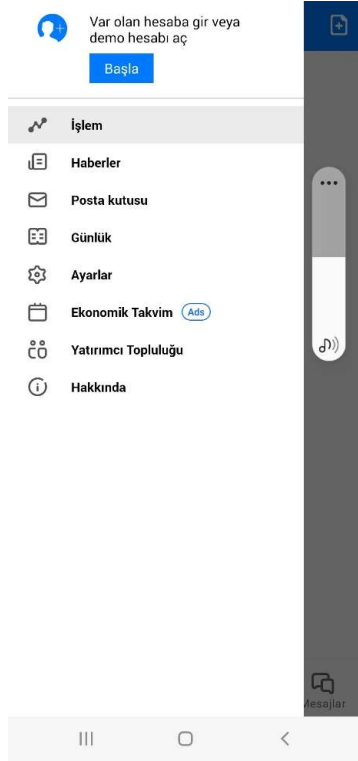 Var olan hesaba gir veya
demo hesabı aç
Başla
İşlem
Haberler
Posta kutusu
Günlük
Ayarlar
Ekonomik Takvim Ads
Yatırımcı Topluluğu
Hakkında
Mesajlar